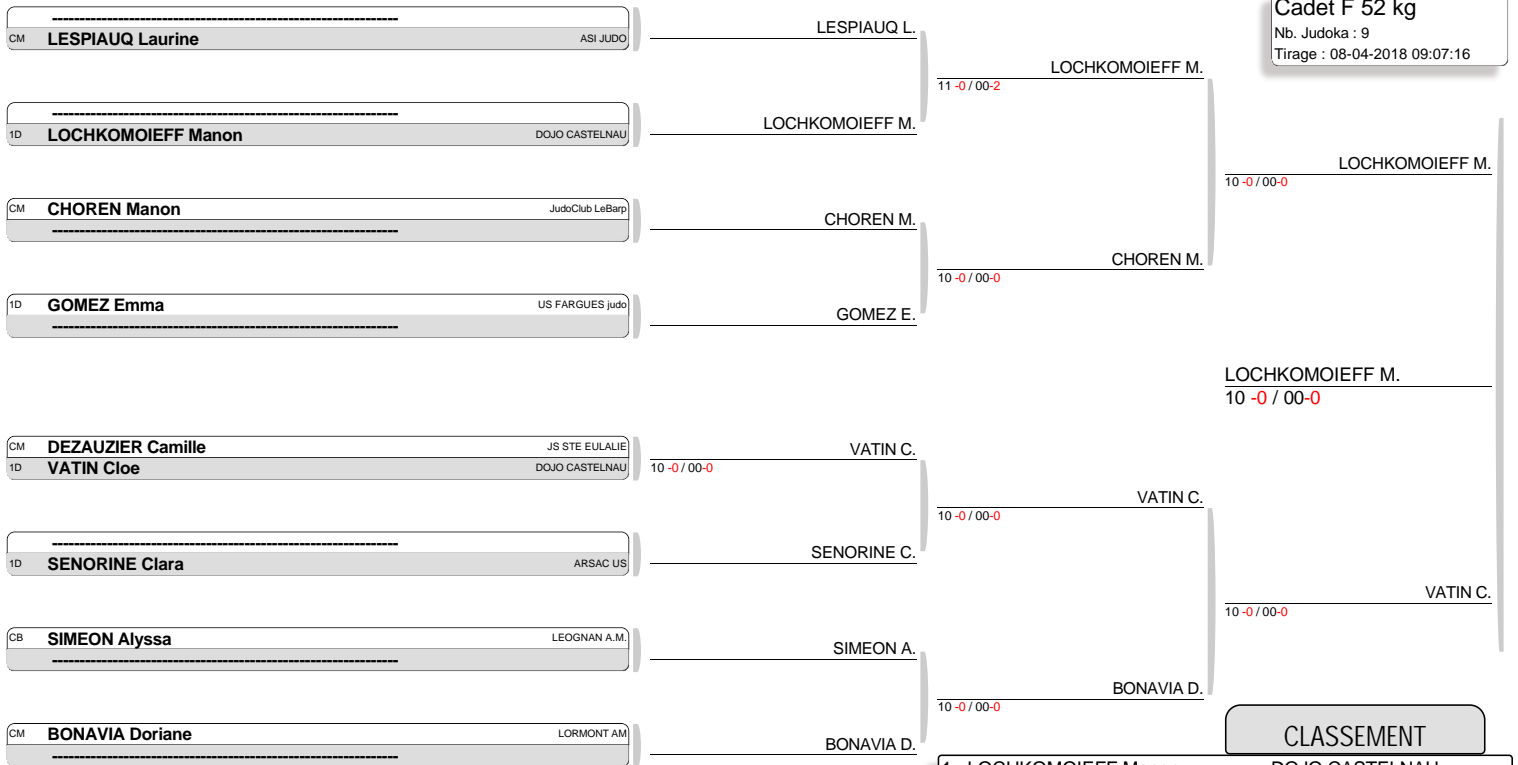 Cadet F 52 kg
Nb. Judoka : 9
Tirage : 08-04-2018 09:07:16
----------------------------------------------------------------------
CM LESPIAUQ Laurine ASI JUDO
----------------------------------------------------------------------
1D LOCHKOMOIEFF Manon DOJO CASTELNAU
CM CHOREN Manon JudoClub LeBarp
----------------------------------------------------------------------
1D GOMEZ Emma US FARGUES judo
----------------------------------------------------------------------
CM DEZAUZIER Camille JS STE EULALIE
1D VATIN Cloe DOJO CASTELNAU
----------------------------------------------------------------------
1D SENORINE Clara ARSAC US
CB SIMEON Alyssa LEOGNAN A.M.
----------------------------------------------------------------------
CM BONAVIA Doriane LORMONT AM
----------------------------------------------------------------------
LESPIAUQ L.
LOCHKOMOIEFF M.
CHOREN M.
GOMEZ E.
VATIN C.
10 -0 / 00-0
SENORINE C.
SIMEON A.
BONAVIA D.
LOCHKOMOIEFF M.
11 -0 / 00-2
CHOREN M.
10 -0 / 00-0
VATIN C.
10 -0 / 00-0
BONAVIA D.
10 -0 / 00-0
LOCHKOMOIEFF M.
10 -0 / 00-0
LOCHKOMOIEFF M.
10 -0 / 00-0
VATIN C.
10 -0 / 00-0
CLASSEMENT
1 LOCHKOMOIEFF Manon DOJO CASTELNAU